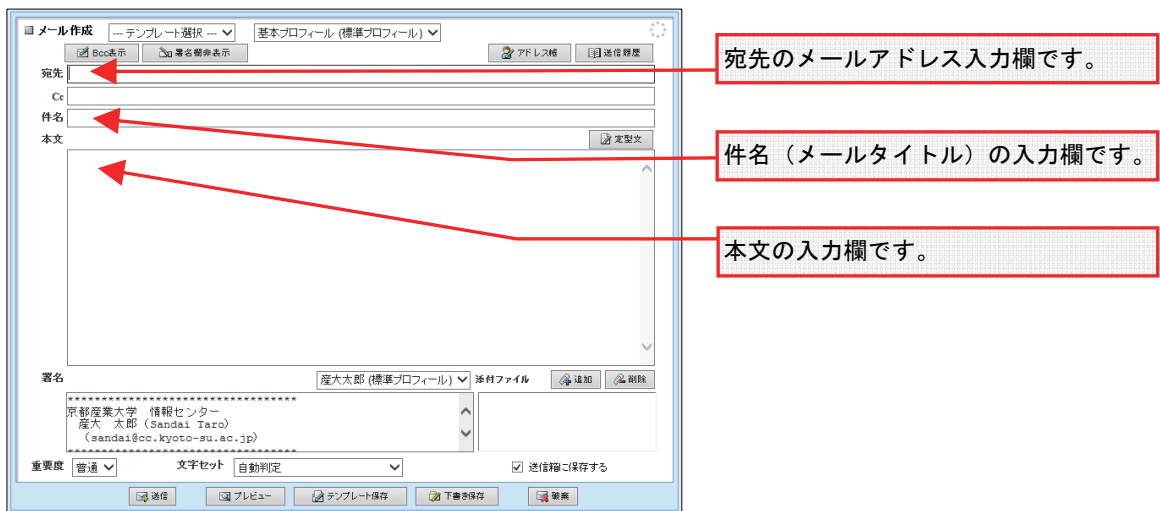 メール作成 --- テンプレート選択 --- 基本プロフィール (標準プロフィール)
Bcc表示 署名欄非表示 アドレス帳 送信履歴
宛先
宛先のメールアドレス入力欄です。
Cc
件名
件名（メールタイトル）の入力欄です。
本文 定型文
本文の入力欄です。
署名 産大太郎 (標準プロフィール) 添付ファイル 追加 削除
**********************************
京都産業大学 情報センター
産大 太郎 (Sandai Taro)
(sandai@cc.kyoto-su.ac.jp)
**********************************
重要度 普通 文字セット 自動判定 送信箱に保存する
送信 プレビュー テンプレート保存 下書き保存 破棄